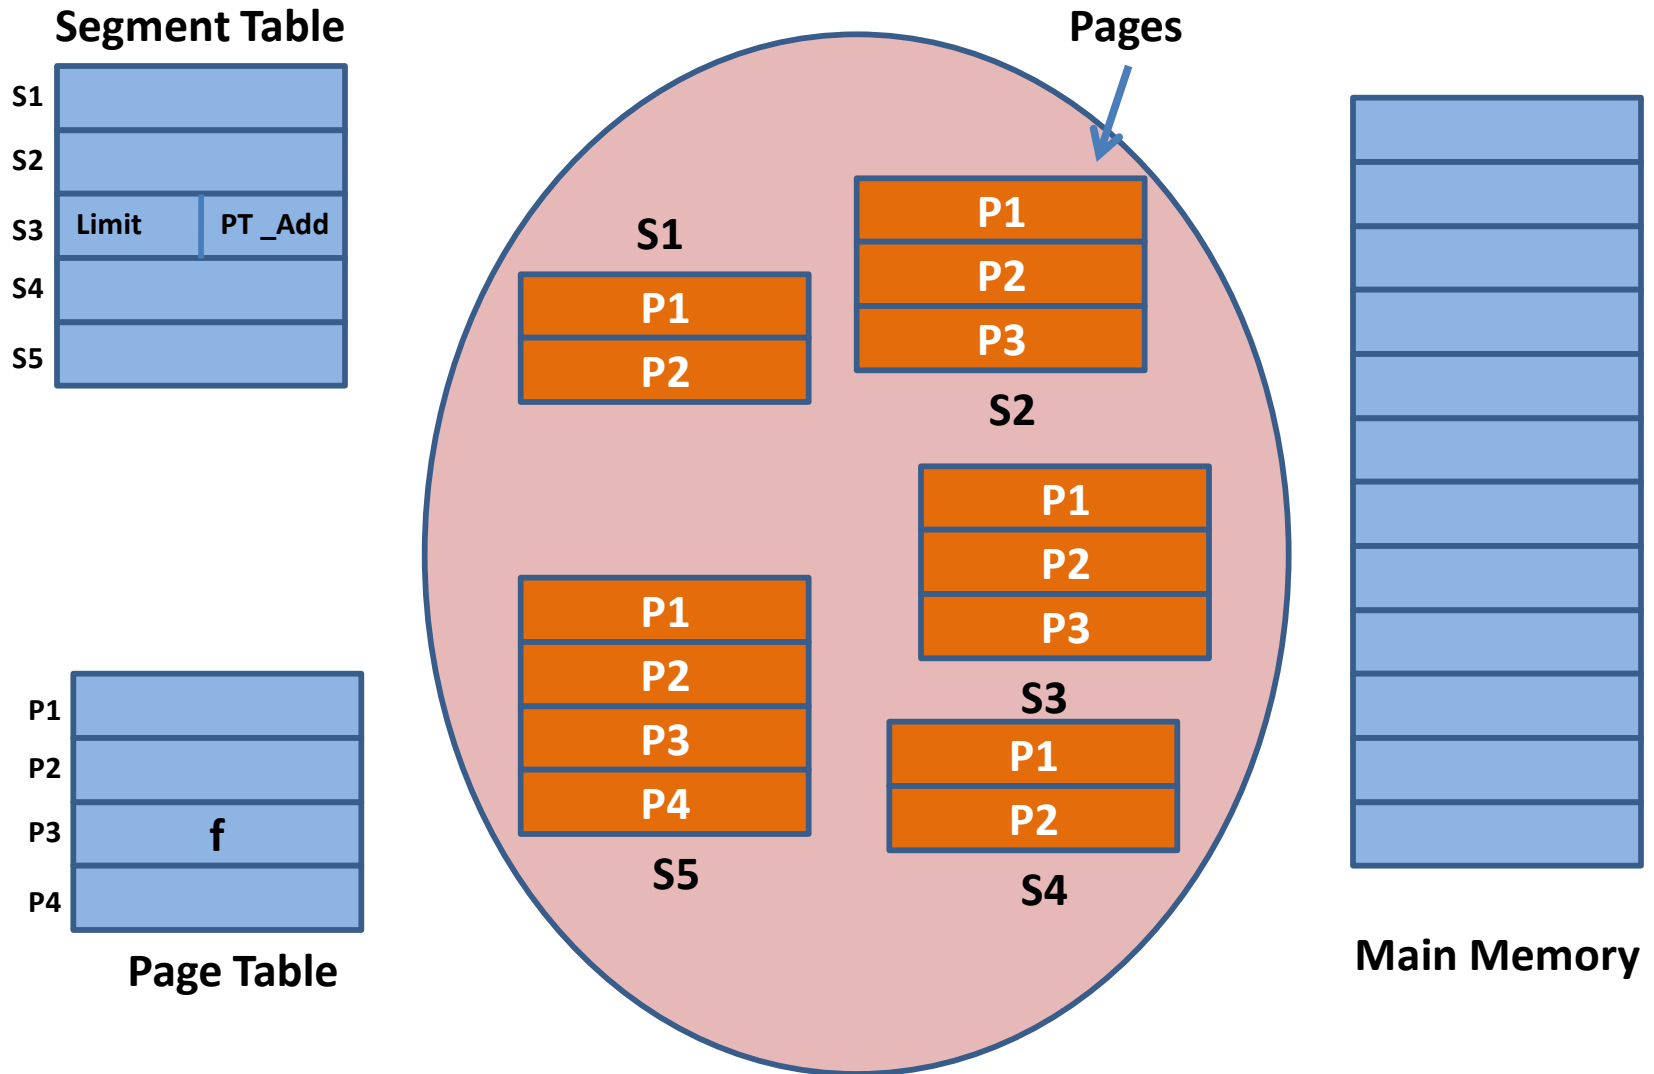 Segment Table
S1
S2
S3
Limit
PT _Add
S4
S5
P1
P2
P3
f
P4
Page Table
Pages
S1
P1
P2
P1
P2
P3
S2
P1
P2
P3
S3
P1
P2
P3
P4
S5
P1
P2
S4
Main Memory